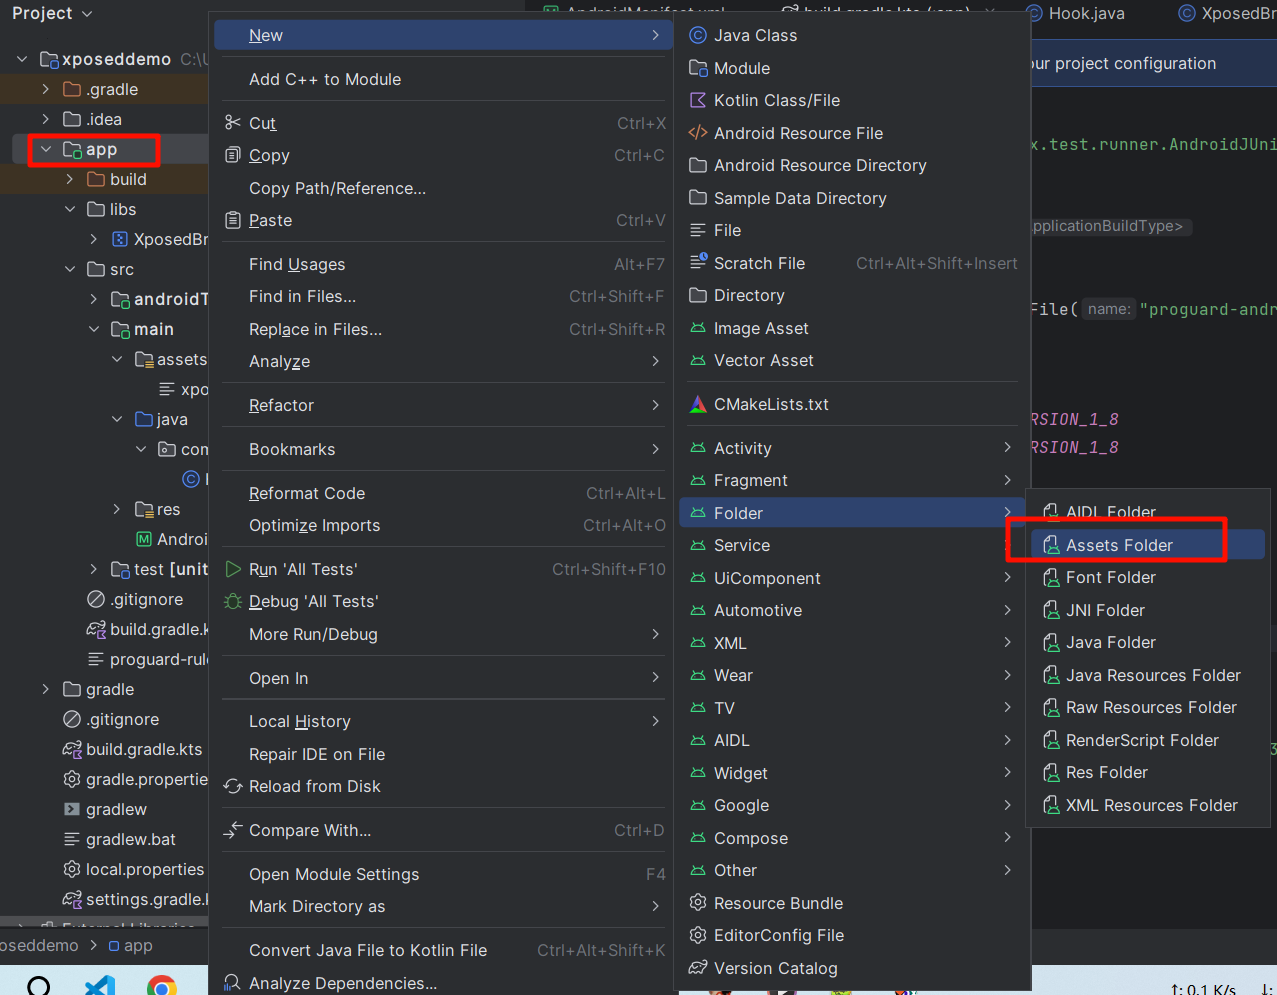 Project
xposeddemo C:\U
.gradle
.idea
app
build
libs
XposedBr
src
androidT
main
assets
xpo
java
com
res
Androi
test [unit
.gitignore
build.gradle.k
proguard-rul
gradle
.gitignore
build.gradle.kts
gradle.propertie
gradlew
gradlew.bat
local.properties
settings.gradle.k
External Libraries
oseddemo > app
New
Add C++ to Module
Cut Ctrl+X
Copy Ctrl+C
Copy Path/Reference...
Paste Ctrl+V
Find Usages Alt+F7
Find in Files... Ctrl+Shift+F
Replace in Files... Ctrl+Shift+R
Analyze
Refactor
Bookmarks
Reformat Code Ctrl+Alt+L
Optimize Imports Ctrl+Alt+O
Run 'All Tests' Ctrl+Shift+F10
Debug 'All Tests'
More Run/Debug
Open In
Local History
Repair IDE on File
Reload from Disk
Compare With... Ctrl+D
Open Module Settings F4
Mark Directory as
Convert Java File to Kotlin File Ctrl+Alt+Shift+K
Analyze Dependencies...
Java Class
Module
Kotlin Class/File
Android Resource File
Android Resource Directory
Sample Data Directory
File
Scratch File Ctrl+Alt+Shift+Insert
Directory
Image Asset
Vector Asset
CMakeLists.txt
Activity
Fragment
Folder
Service
UiComponent
Automotive
XML
Wear
TV
AIDL
Widget
Google
Compose
Other
Resource Bundle
EditorConfig File
Version Catalog
AIDL Folder
Assets Folder
Font Folder
JNI Folder
Java Folder
Java Resources Folder
Raw Resources Folder
RenderScript Folder
Res Folder
XML Resources Folder
AndroidManifest.xml
build.gradle.kts (:app)
Hook.java
XposedBr
ur project configuration
x.test.runner.AndroidJUni
pplicationBuildType>
File( name: "proguard-andr
RSION_1_8
RSION_1_8
↑: 0.1 K/s